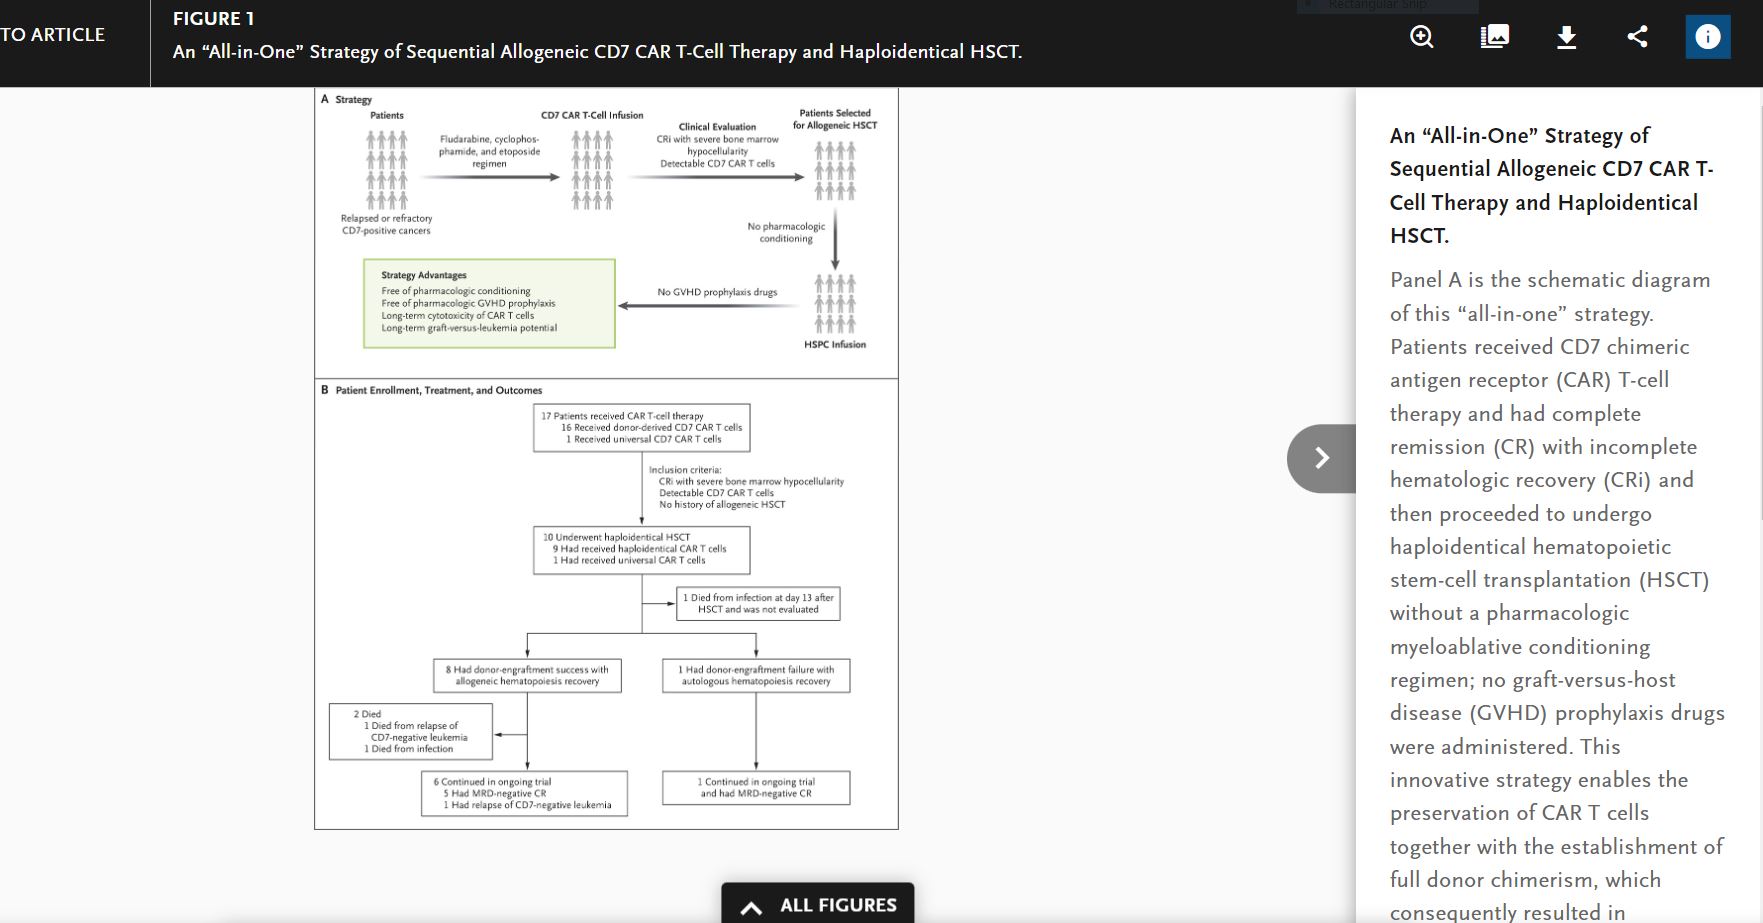 Rectangular Snip
TO ARTICLE
FIGURE 1
An “All-in-One” Strategy of Sequential Allogeneic CD7 CAR T-Cell Therapy and Haploidentical HSCT.
A Strategy
Patients
Relapsed or refractory
CD7-positive cancers
Fludarabine, cyclophos-
phamide, and etoposide
regimen
CD7 CAR T-Cell Infusion
Clinical Evaluation
CRi with severe bone marrow
hypocellularity
Detectable CD7 CAR T cells
Patients Selected
for Allogeneic HSCT
No pharmacologic
conditioning
HSPC Infusion
No GVHD prophylaxis drugs
Strategy Advantages
Free of pharmacologic conditioning
Free of pharmacologic GVHD prophylaxis
Long-term cytotoxicity of CAR T cells
Long-term graft-versus-leukemia potential
B Patient Enrollment, Treatment, and Outcomes
17 Patients received CAR T-cell therapy
16 Received donor-derived CD7 CAR T cells
1 Received universal CD7 CAR T cells
Inclusion criteria:
CRi with severe bone marrow hypocellularity
Detectable CD7 CAR T cells
No history of allogeneic HSCT
10 Underwent haploidentical HSCT
9 Had received haploidentical CAR T cells
1 Had received universal CAR T cells
1 Died from infection at day 13 after
HSCT and was not evaluated
8 Had donor-engraftment success with
allogeneic hematopoiesis recovery
1 Had donor-engraftment failure with
autologous hematopoiesis recovery
2 Died
1 Died from relapse of
CD7-negative leukemia
1 Died from infection
6 Continued in ongoing trial
5 Had MRD-negative CR
1 Had relapse of CD7-negative leukemia
1 Continued in ongoing trial
and had MRD-negative CR
ALL FIGURES
An “All-in-One” Strategy of
Sequential Allogeneic CD7 CAR T-
Cell Therapy and Haploidentical
HSCT.
Panel A is the schematic diagram
of this “all-in-one” strategy.
Patients received CD7 chimeric
antigen receptor (CAR) T-cell
therapy and had complete
remission (CR) with incomplete
hematologic recovery (CRi) and
then proceeded to undergo
haploidentical hematopoietic
stem-cell transplantation (HSCT)
without a pharmacologic
myeloablative conditioning
regimen; no graft-versus-host
disease (GVHD) prophylaxis drugs
were administered. This
innovative strategy enables the
preservation of CAR T cells
together with the establishment of
full donor chimerism, which
consequently resulted in